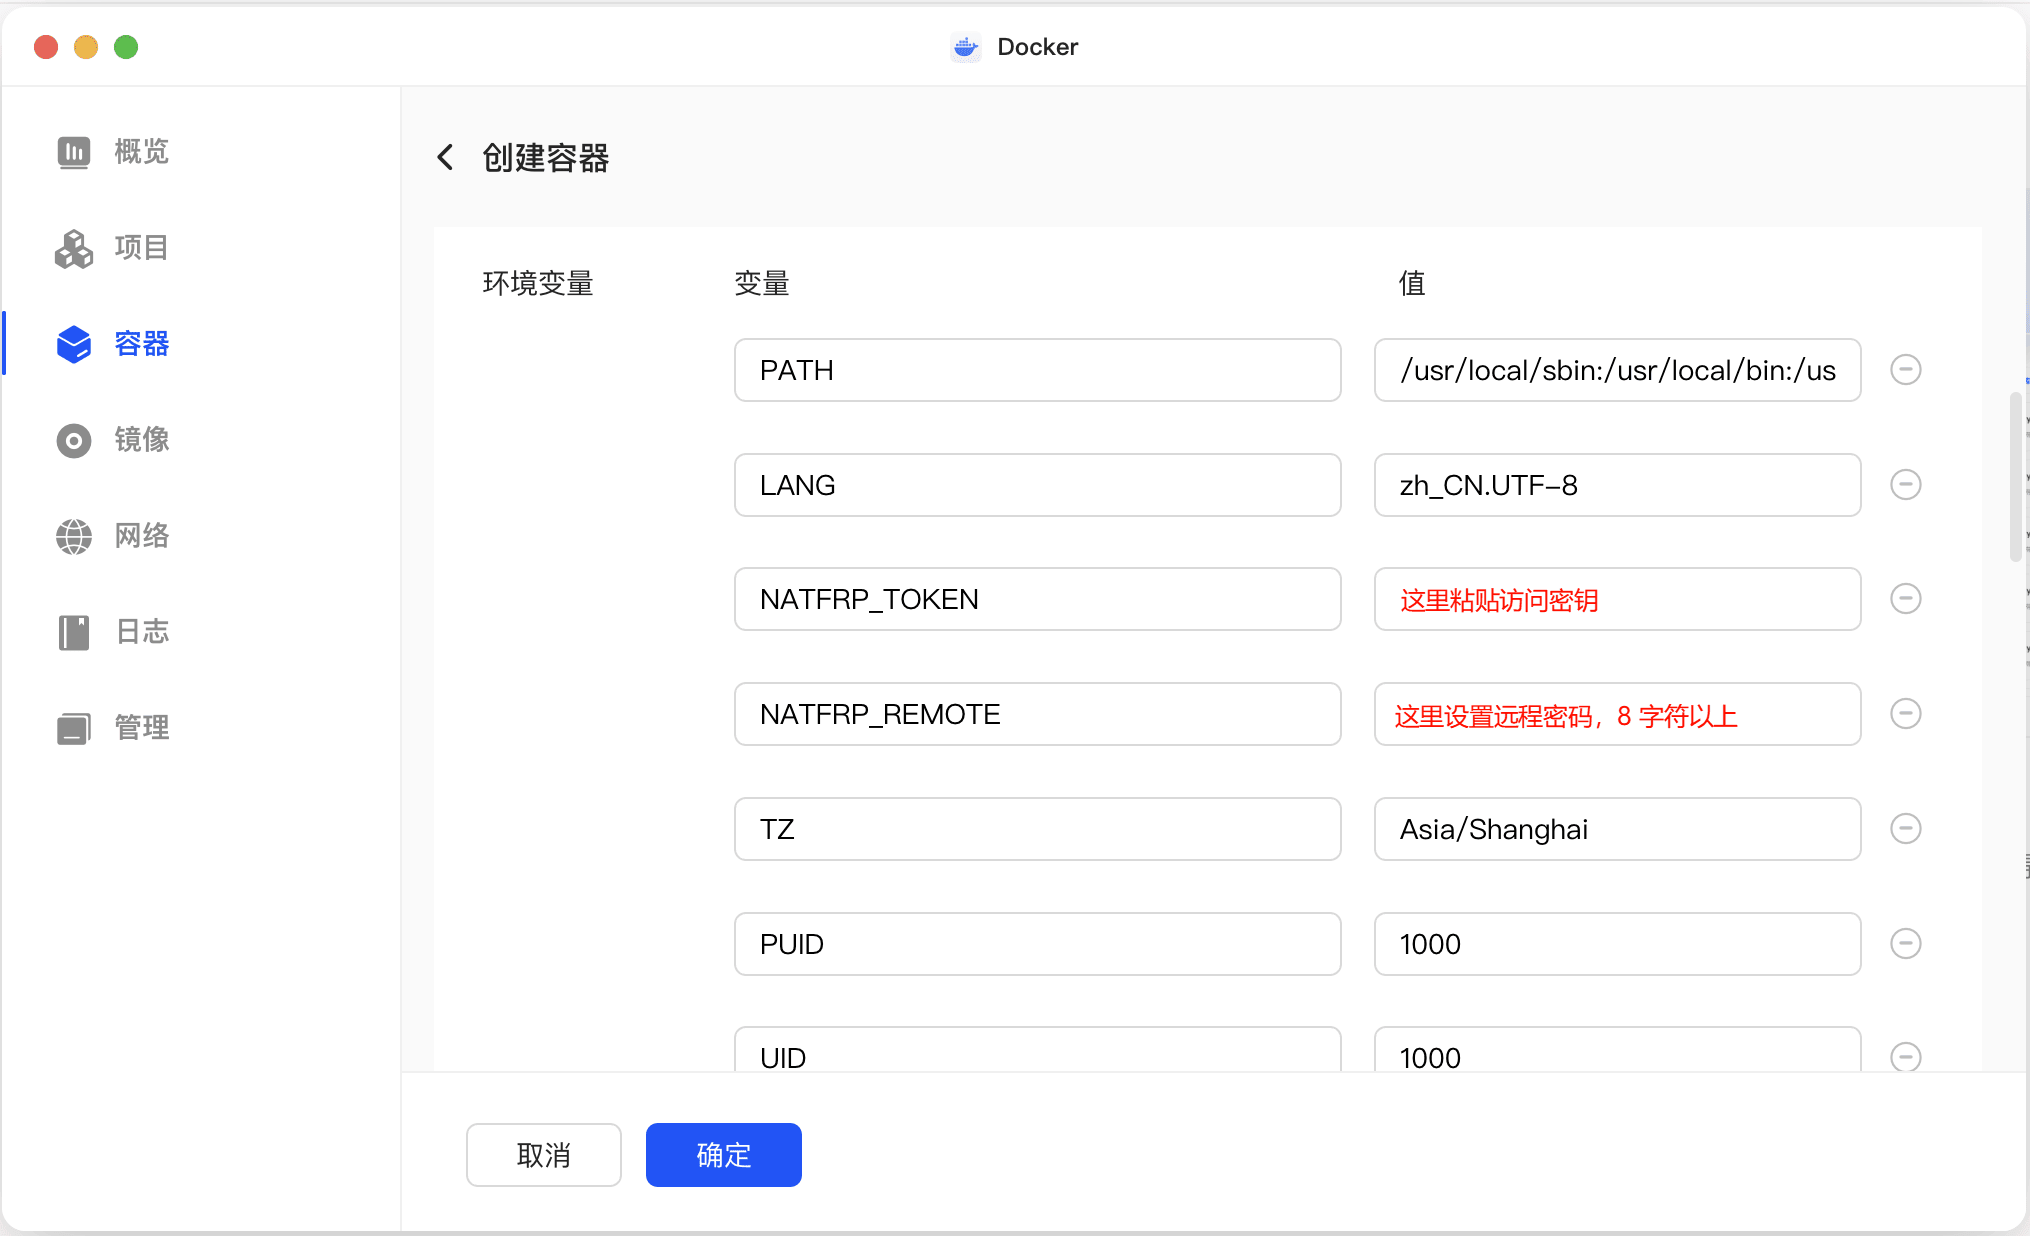 Docker
概览
项目
容器
镜像
网络
日志
管理
创建容器
环境变量 变量 值
PATH /usr/local/sbin:/usr/local/bin:/us
LANG zh_CN.UTF-8
NATFRP_TOKEN 这里粘贴访问密钥
NATFRP_REMOTE 这里设置远程密码，8 字符以上
TZ Asia/Shanghai
PUID 1000
UID 1000
取消 确定